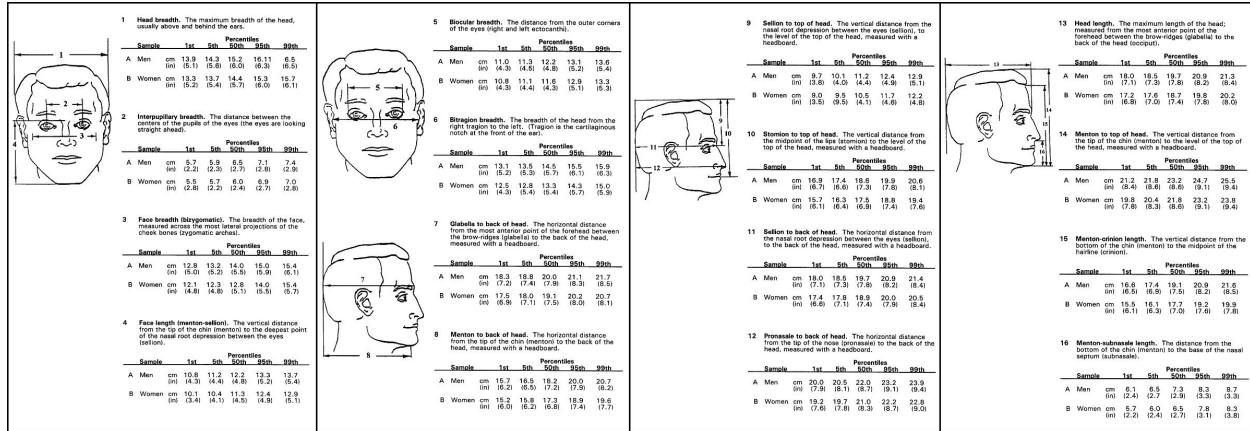 1 Head breadth. The maximum breadth of the head,
usually above and behind the ears.
Percentiles
Sample 1st 5th 50th 95th 99th
A Men cm 13.9 14.3 15.2 16.11 6.5
(in) (5.1) (5.6) (6.0) (6.3) (6.5)
B Women cm 13.3 13.7 14.4 15.3 15.7
(in) (5.2) (5.4) (5.7) (6.0) (6.1)
2 Interpupillary breadth. The distance between the
centers of the pupils of the eyes (the eyes are looking
straight ahead).
Percentiles
Sample 1st 5th 50th 95th 99th
A Men cm 5.7 5.9 6.5 7.1 7.4
(in) (2.2) (2.3) (2.7) (2.8) (2.9)
B Women cm 5.5 5.7 6.0 6.9 7.0
(in) (2.8) (2.2) (2.4) (2.7) (2.8)
3 Face breadth (bizygomatic). The breadth of the face,
measured across the most lateral projections of the
cheek bones (zygomatic arches).
Percentiles
Sample 1st 5th 50th 95th 99th
A Men cm 12.8 13.2 14.0 15.0 15.4
(in) (5.0) (5.2) (5.5) (5.9) (6.1)
B Women cm 12.1 12.3 12.8 14.0 15.4
(in) (4.8) (4.8) (5.1) (5.5) (5.7)
4 Face length (menton-sellion). The vertical distance
from the tip of the chin (menton) to the deepest point
of the nasal root depression between the eyes
(sellion).
Percentiles
Sample 1st 5th 50th 95th 99th
A Men cm 10.8 11.2 12.2 13.3 13.7
(in) (4.3) (4.4) (4.8) (5.2) (5.4)
B Women cm 10.1 10.4 11.3 12.4 12.9
(in) (3.4) (4.1) (4.5) (4.9) (5.1)
1
2
3
4
5 Biocular breadth. The distance from the outer corners
of the eyes (right and left ectocanthi).
Percentiles
Sample 1st 5th 50th 95th 99th
A Men cm 11.0 11.3 12.2 13.1 13.6
(in) (4.3) (4.6) (4.8) (5.2) (5.4)
B Women cm 10.8 11.1 11.6 12.9 13.3
(in) (4.3) (4.4) (4.3) (5.1) (5.3)
6 Bitragion breadth. The breadth of the head from the
right tragion to the left. (Tragion is the cartilaginous
notch at the front of the ear).
Percentiles
Sample 1st 5th 50th 95th 99th
A Men cm 13.1 13.5 14.5 15.5 15.9
(in) (5.2) (5.3) (5.7) (6.1) (6.3)
B Women cm 12.5 12.8 13.3 14.3 15.0
(in) (4.3) (5.4) (5.4) (5.7) (5.9)
7 Glabella to back of head. The horizontal distance
from the most anterior point of the forehead between
the brow-ridges (glabella) to the back of the head,
measured with a headboard.
Percentiles
Sample 1st 5th 50th 95th 99th
A Men cm 18.3 18.8 20.0 21.1 21.7
(in) (7.2) (7.4) (7.9) (8.3) (8.5)
B Women cm 17.5 18.0 19.1 20.2 20.7
(in) (6.9) (7.1) (7.5) (8.0) (8.1)
8 Menton to back of head. The horizontal distance
from the tip of the chin (menton) to the back of the
head, measured with a headboard.
Percentiles
Sample 1st 5th 50th 95th 99th
A Men cm 15.7 16.5 18.2 20.0 20.7
(in) (6.2) (6.5) (7.2) (7.9) (8.2)
B Women cm 15.2 15.8 17.3 18.9 19.6
(in) (6.0) (6.2) (6.8) (7.4) (7.7)
5
6
7
8
9 Sellion to top of head. The vertical distance from the
nasal root depression between the eyes (sellion), to
the level of the top of the head, measured with a
headboard.
Percentiles
Sample 1st 5th 50th 95th 99th
A Men cm 9.7 10.1 11.2 12.4 12.9
(in) (3.8) (4.0) (4.4) (4.9) (5.1)
B Women cm 9.0 9.5 10.5 11.7 12.2
(in) (3.5) (9.5) (4.1) (4.6) (4.8)
10 Stomion to top of head. The vertical distance from
the midpoint of the lips (stomion) to the level of the
top of the head, measured with a headboard.
Percentiles
Sample 1st 5th 50th 95th 99th
A Men cm 16.9 17.4 18.6 19.9 20.6
(in) (6.7) (6.6) (7.3) (7.8) (8.1)
B Women cm 15.7 16.3 17.5 18.8 19.4
(in) (6.1) (6.4) (6.9) (7.4) (7.6)
11 Sellion to back of head. The horizontal distance from
the nasal root depression between the eyes (sellion),
to the back of the head, measured with a headboard.
Percentiles
Sample 1st 5th 50th 95th 99th
A Men cm 18.0 18.5 19.7 20.9 21.4
(in) (7.1) (7.3) (7.8) (8.2) (8.4)
B Women cm 17.4 17.8 18.9 20.0 20.5
(in) (6.6) (7.1) (7.4) (7.9) (8.4)
12 Pronasale to back of head. The horizontal distance
from the tip of the nose (pronasale) to the back of the
head, measured with a headboard.
Percentiles
Sample 1st 5th 50th 95th 99th
A Men cm 20.0 20.5 22.0 23.2 23.9
(in) (7.9) (8.1) (8.7) (9.1) (9.4)
B Women cm 19.2 19.7 21.0 22.2 22.8
(in) (7.6) (7.8) (8.3) (8.7) (9.0)
9
10
11
12
13 Head length. The maximum length of the head;
measured from the most anterior point of the
forehead between the brow-ridges (glabella) to the
back of the head (occiput).
Percentiles
Sample 1st 5th 50th 95th 99th
A Men cm 18.0 18.5 19.7 20.9 21.3
(in) (7.1) (7.3) (7.8) (8.2) (8.4)
B Women cm 17.2 17.6 18.7 19.8 20.2
(in) (6.8) (7.0) (7.4) (7.8) (8.0)
14 Menton to top of head. The vertical distance from
the tip of the chin (menton) to the level of the top of
the head, measured with a headboard.
Percentiles
Sample 1st 5th 50th 95th 99th
A Men cm 21.2 21.8 23.2 24.7 25.5
(in) (8.4) (8.6) (8.6) (9.1) (9.4)
B Women cm 19.8 20.4 21.8 23.2 23.8
(in) (7.8) (8.3) (8.6) (9.1) (9.4)
15 Menton-crinion length. The vertical distance from the
bottom of the chin (menton) to the midpoint of the
hairline (crinion).
Percentiles
Sample 1st 5th 50th 95th 99th
A Men cm 16.6 17.4 19.1 20.9 21.6
(in) (6.5) (6.9) (7.5) (8.2) (8.5)
B Women cm 15.5 16.1 17.7 19.2 19.9
(in) (6.1) (6.3) (7.0) (7.6) (7.8)
16 Menton-subnasale length. The distance from the
bottom of the chin (menton) to the base of the nasal
septum (subnasale).
Percentiles
Sample 1st 5th 50th 95th 99th
A Men cm 6.1 6.5 7.3 8.3 8.7
(in) (2.4) (2.7) (2.9) (3.3) (3.3)
B Women cm 5.7 6.0 6.5 7.8 8.3
(in) (2.2) (2.4) (2.7) (3.1) (3.8)
13
14
15
16